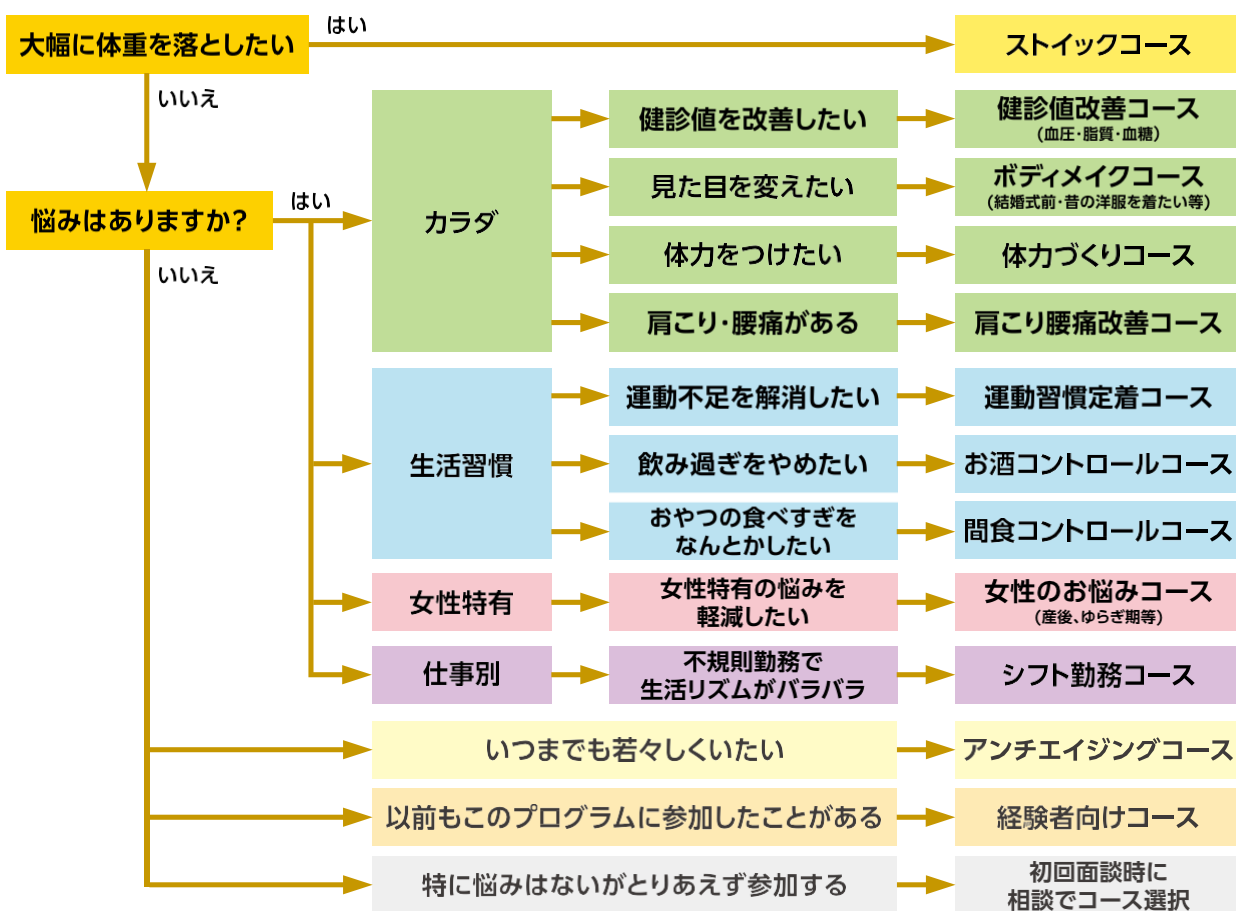 大幅に体重を落としたい
はい
ストイックコース
いいえ
悩みはありますか?
はい
いいえ
カラダ
健診値を改善したい
健診値改善コース
(血圧・脂質・血糖)
見た目を変えたい
ボディメイクコース
(結婚式前・昔の洋服を着たい等)
体力をつけたい
体力づくりコース
肩こり・腰痛がある
肩こり腰痛改善コース
生活習慣
運動不足を解消したい
運動習慣定着コース
飲み過ぎをやめたい
お酒コントロールコース
おやつの食べすぎを
なんとかしたい
間食コントロールコース
女性特有
女性特有の悩みを
軽減したい
女性のお悩みコース
(産後、ゆらぎ期等)
仕事別
不規則勤務で
生活リズムがバラバラ
シフト勤務コース
いつまでも若々しくいたい
アンチエイジングコース
以前もこのプログラムに参加したことがある
経験者向けコース
特に悩みはないがとりあえず参加する
初回面談時に
相談でコース選択